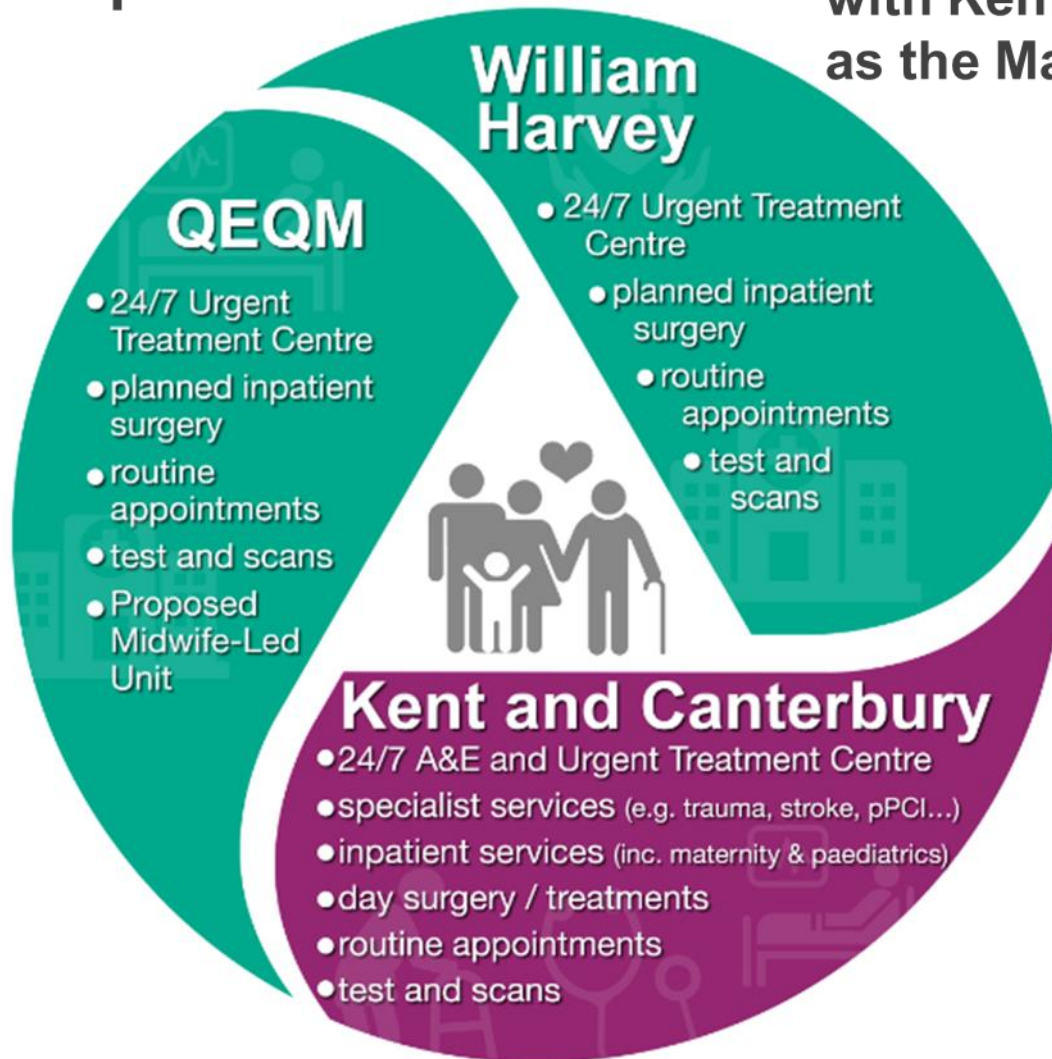 as the Ma
William
Harvey
24/7 Urgent Treatment
Centre
planned inpatient
surgery
routine
appointments
test and
scans
QEQM
24/7 Urgent
Treatment Centre
planned inpatient
surgery
routine
appointments
test and scans
Proposed
Midwife-Led
Unit
Kent and Canterbury
24/7 A&E and Urgent Treatment Centre
specialist services (e.g. trauma, stroke, pPCI...)
inpatient services (inc. maternity & paediatrics)
day surgery / treatments
routine appointments
test and scans